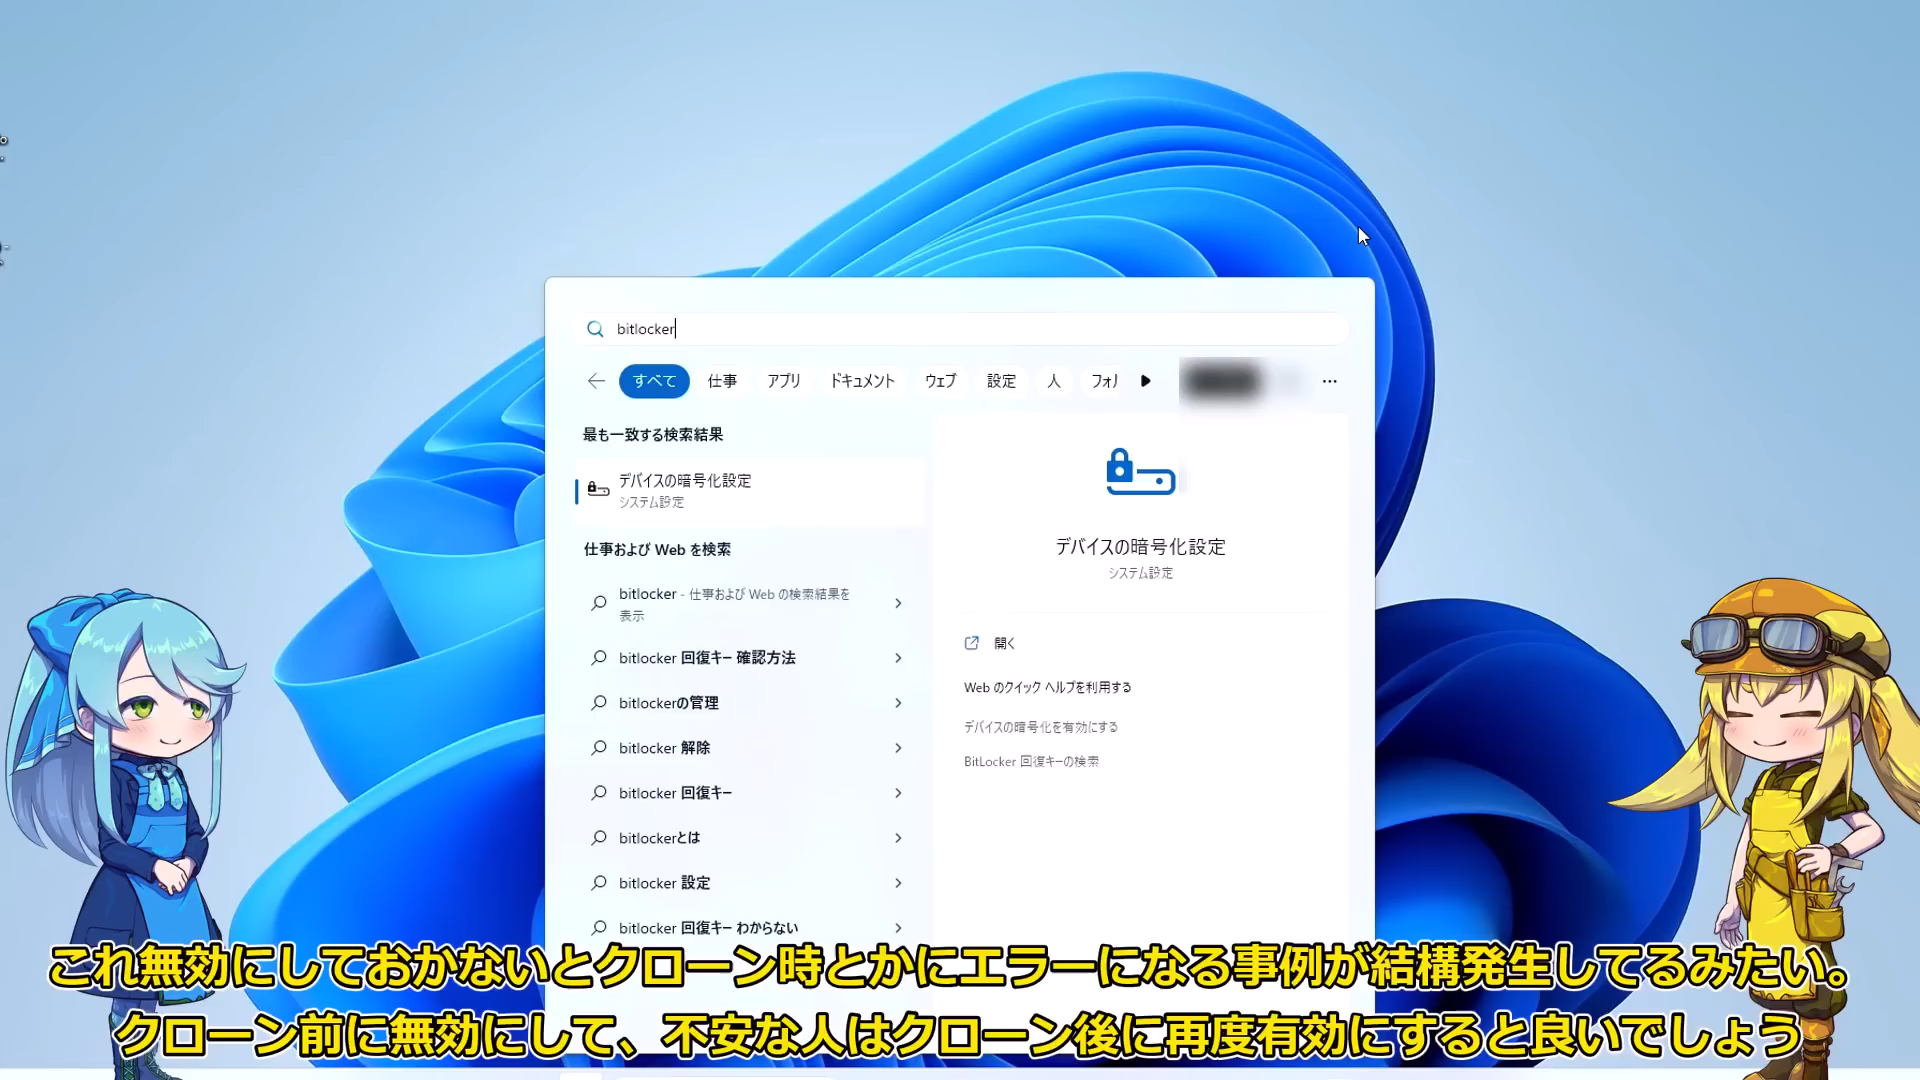 bitlocker
すべて 仕事 アプリ ドキュメント ウェブ 設定 人 フォル
最も一致する検索結果
デバイスの暗号化設定
システム設定
仕事および Web を検索
bitlocker - 仕事および Web の検索結果を
表示
bitlocker 回復キー 確認方法
bitlockerの管理
bitlocker 解除
bitlocker 回復キー
bitlockerとは
bitlocker 設定
bitlocker 回復キー わからない
デバイスの暗号化設定
システム設定
開く
Web のクイック ヘルプを利用する
デバイスの暗号化を有効にする
BitLocker 回復キーの検索
これ無効にしておかないとクローン時とかにエラーになる事例が結構発生してるみたい。
クローン前に無効にして、不安な人はクローン後に再度有効にすると良いでしょう